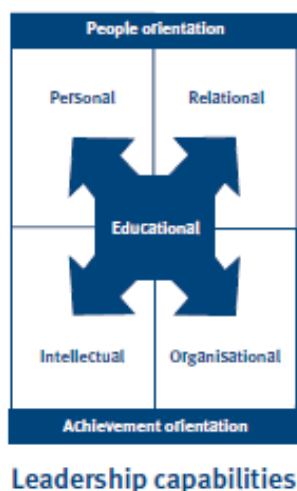 People orientation
Personal Relational
Educational
Intellectual Organisational
Achievement orientation
Leadership capabilities